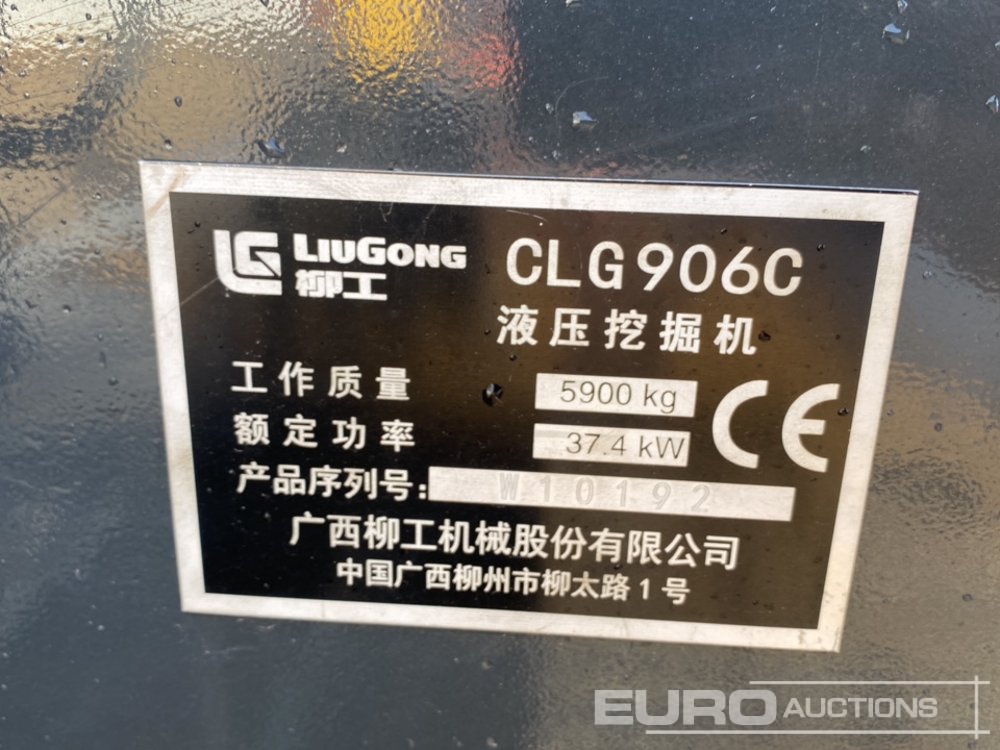 LG LIUGONG CLG906C
柳工
液压挖掘机
工作质量 5900 kg
额定功率 37.4 kW
CE
产品序列号: W10192
广西柳工机械股份有限公司
中国广西柳州市柳太路1号
EURO AUCTIONS